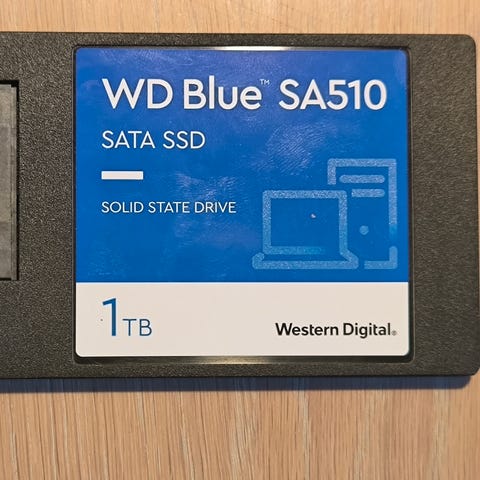 WD Blue™ SA510
SATA SSD
SOLID STATE DRIVE
1TB
Western Digital®